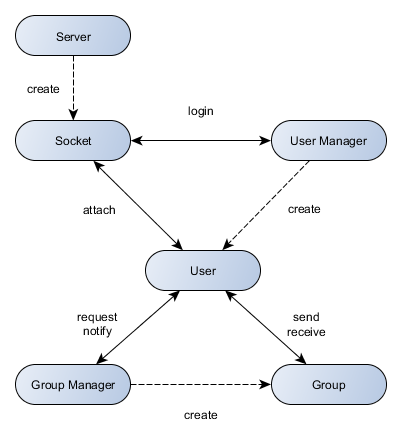 Server
create
login
Socket
User Manager
attach
create
User
request
notify
send
receive
Group Manager
Group
create